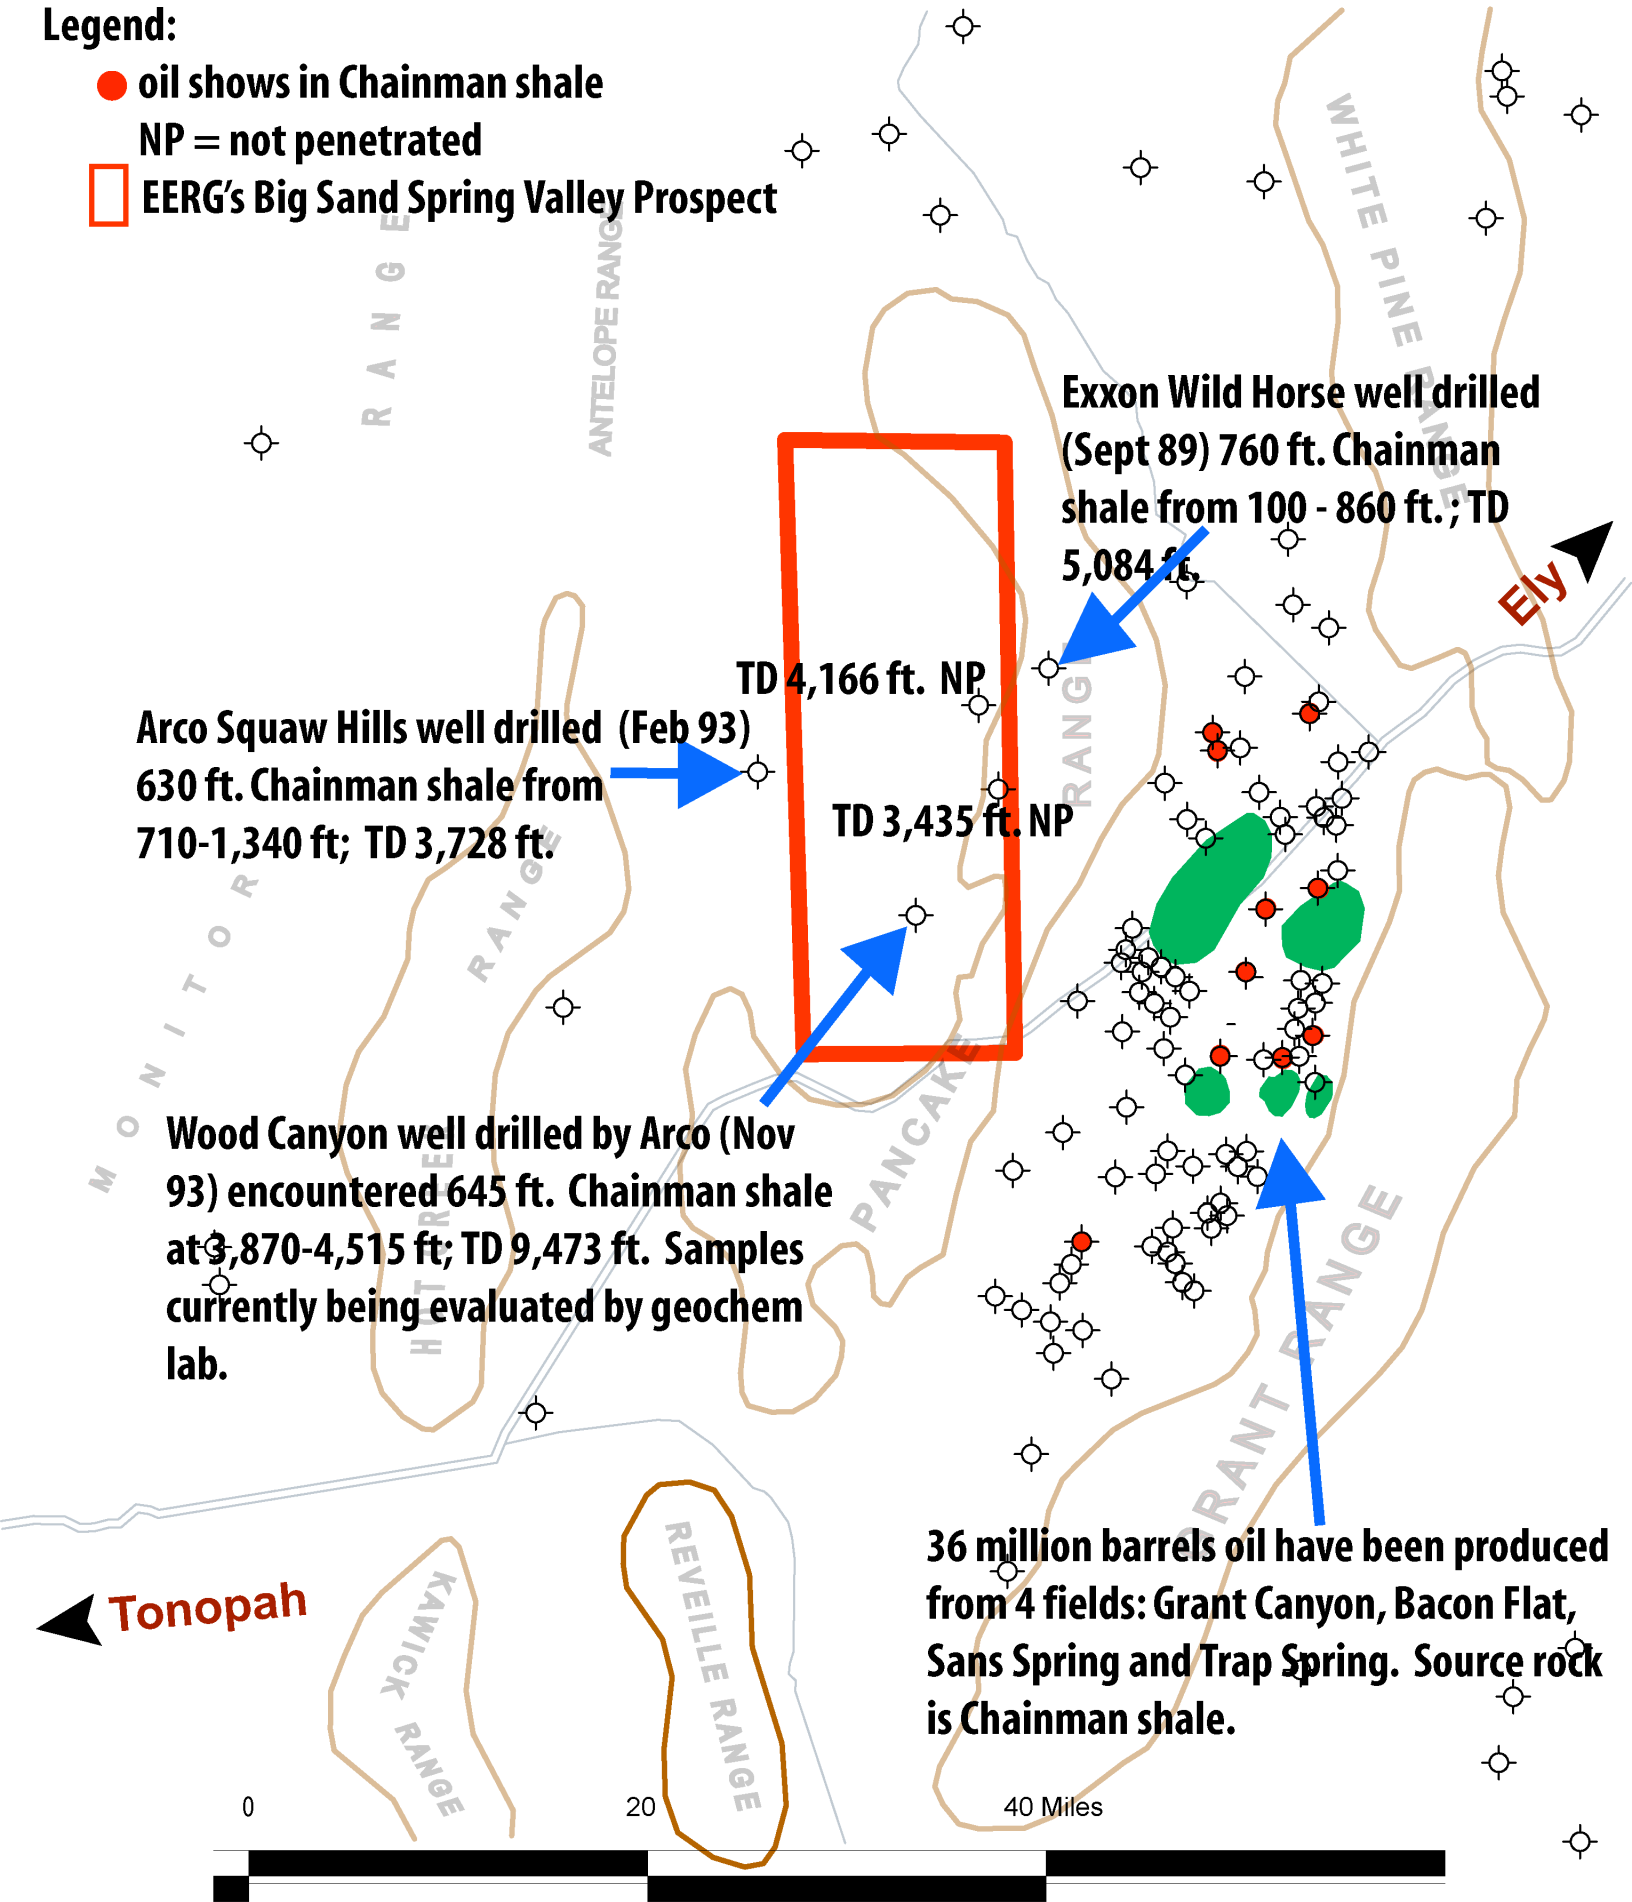 Legend:
oil shows in Chainman shale
NP = not penetrated
EERG's Big Sand Spring Valley Prospect
RANGE
ANTELOPE RANGE
WHITE PINE RANGE
Exxon Wild Horse well drilled
(Sept 89) 760 ft. Chainman
shale from 100 - 860 ft. ; TD
5,084 ft.
Ely
TD 4,166 ft. NP
RANGE
Arco Squaw Hills well drilled (Feb 93)
630 ft. Chainman shale from
710-1,340 ft; TD 3,728 ft.
TD 3,435 ft. NP
MONITOR
RANGE
PANCAKE
Wood Canyon well drilled by Arco (Nov
93) encountered 645 ft. Chainman shale
at 3,870-4,515 ft; TD 9,473 ft. Samples
currently being evaluated by geochem
lab.
HOT CREEK
GRANT RANGE
36 million barrels oil have been produced
from 4 fields: Grant Canyon, Bacon Flat,
Sans Spring and Trap Spring. Source rock
is Chainman shale.
Tonopah
KAWICK RANGE
REVEILLE RANGE
0 20 40 Miles